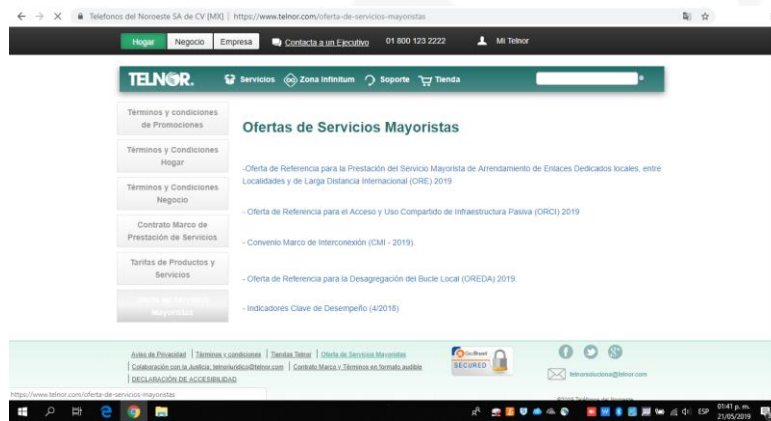 Telefonos del Noroeste SA de CV [MX] | https://www.telnor.com/oferta-de-servicios-mayoristas
Hogar Negocio Empresa Contacta a un Ejecutivo 01 800 123 2222 Mi Telnor
TELNOR. Servicios Zona Infinitum Soporte Tienda
Términos y condiciones
de Promociones
Ofertas de Servicios Mayoristas
Términos y Condiciones
Hogar
-Oferta de Referencia para la Prestación del Servicio Mayorista de Arrendamiento de Enlaces Dedicados locales, entre
Localidades y de Larga Distancia Internacional (ORE) 2019
Términos y Condiciones
Negocio
- Oferta de Referencia para el Acceso y Uso Compartido de Infraestructura Pasiva (ORCI) 2019
Contrato Marco de
Prestación de Servicios
- Convenio Marco de Interconexión (CMI - 2019).
Tarifas de Productos y
Servicios
- Oferta de Referencia para la Desagregación del Bucle Local (OREDA) 2019.
Oferta de Servicios
Mayoristas
- Indicadores Clave de Desempeño (4/2018)
Aviso de Privacidad | Términos y condiciones | Tiendas Telnor | Oferta de Servicios Mayoristas
Colaboración con la Justicia: telnorjuridico@telnor.com | Contrato Marco y Términos en formato audible
DECLARACIÓN DE ACCESIBILIDAD
GeoTrust
SECURED
telnorsoluciona@telnor.com
©2019 Teléfonos del Noroeste
https://www.telnor.com/oferta-de-servicios-mayoristas
ESP
01:41 p. m.
21/05/2019